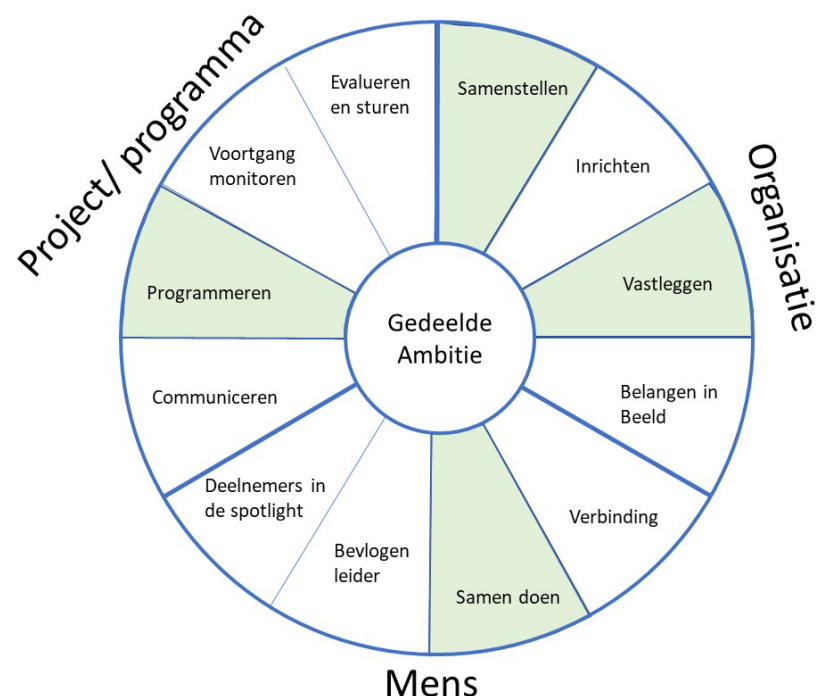 Project/ programma
Organisatie
Mens
Gedeelde
Ambitie
Samenstellen
Inrichten
Vastleggen
Belangen in
Beeld
Verbinding
Samen doen
Bevlogen
leider
Deelnemers in
de spotlight
Communiceren
Programmeren
Voortgang
monitoren
Evalueren
en sturen